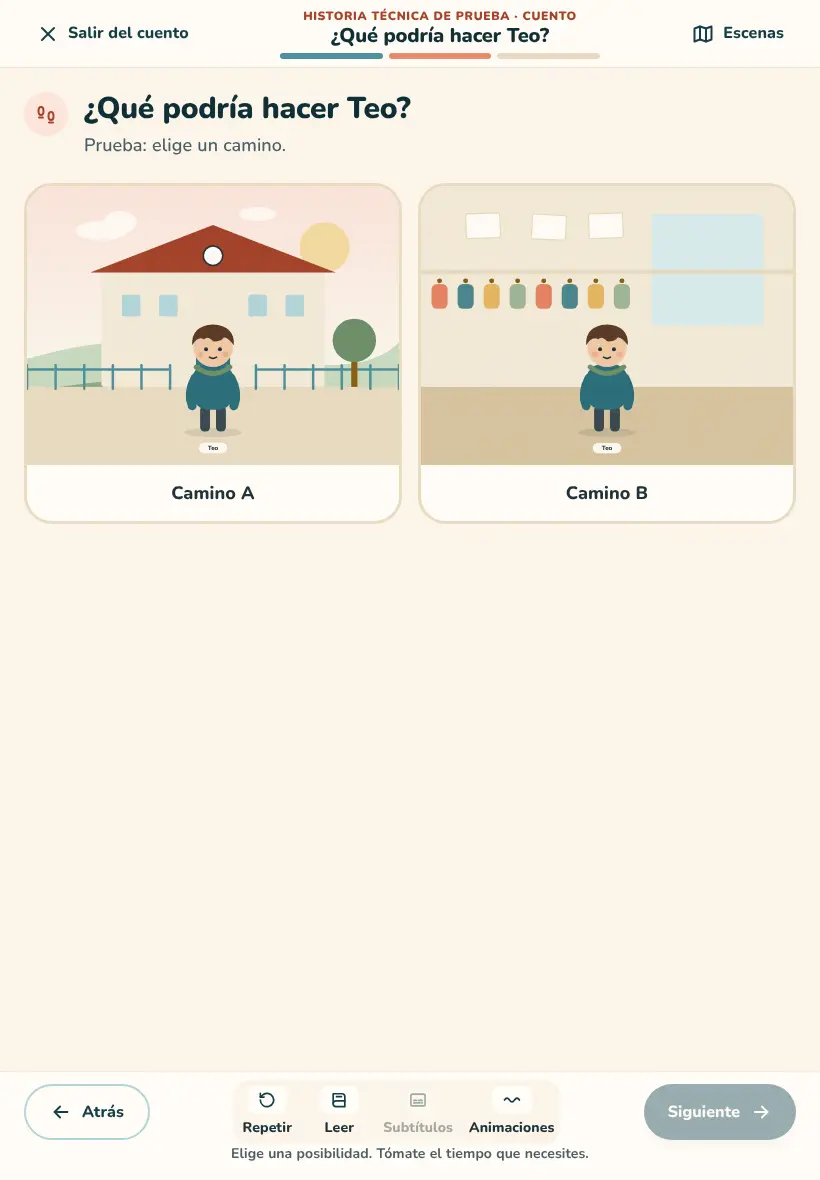 Salir del cuento
HISTORIA TÉCNICA DE PRUEBA · CUENTO
¿Qué podría hacer Teo?
Escenas
¿Qué podría hacer Teo?
Prueba: elige un camino.
Teo
Camino A
Teo
Camino B
Atrás
Repetir
Leer
Subtítulos
Animaciones
Siguiente
Elige una posibilidad. Tómate el tiempo que necesites.